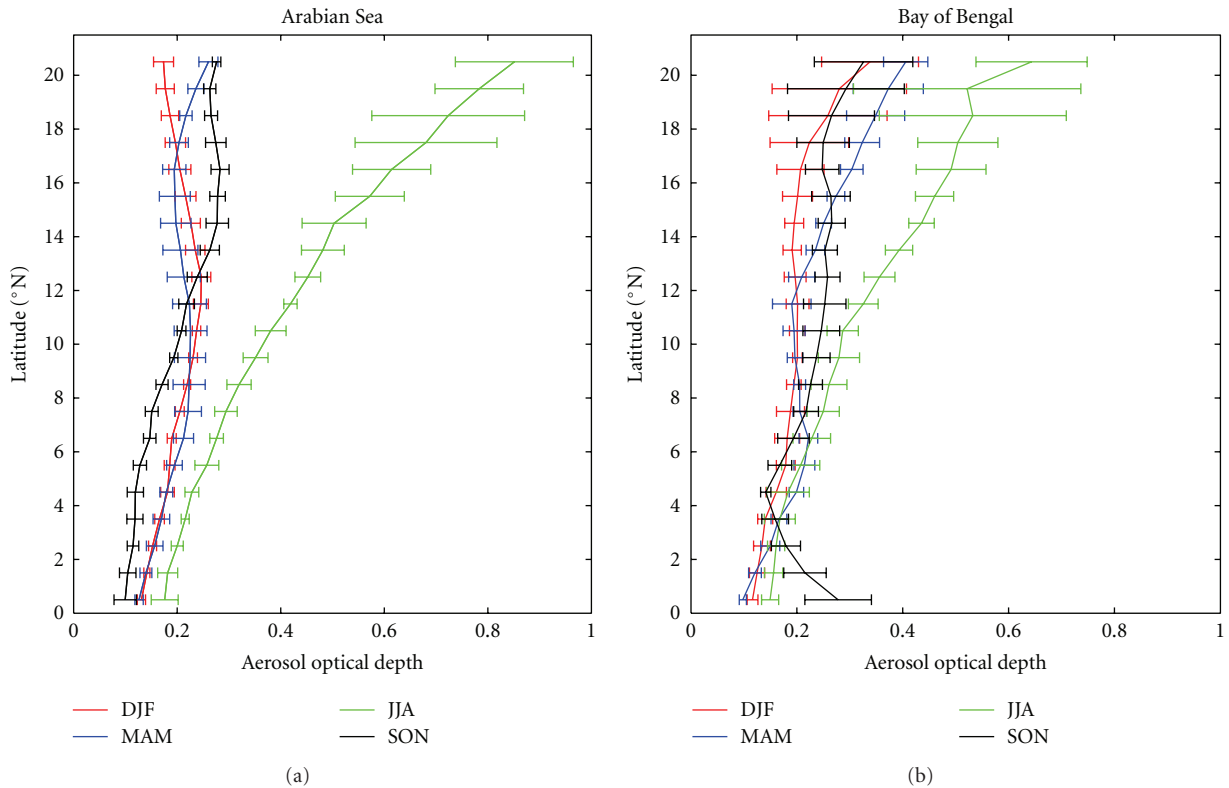 Arabian Sea
20
18
16
14
12
10
8
6
4
2
0
Latitude (°N)
0
0.2
0.4
0.6
0.8
1
Aerosol optical depth
DJF
MAM
JJA
SON
(a)
Bay of Bengal
20
18
16
14
12
10
8
6
4
2
0
Latitude (°N)
0
0.2
0.4
0.6
0.8
1
Aerosol optical depth
DJF
MAM
JJA
SON
(b)